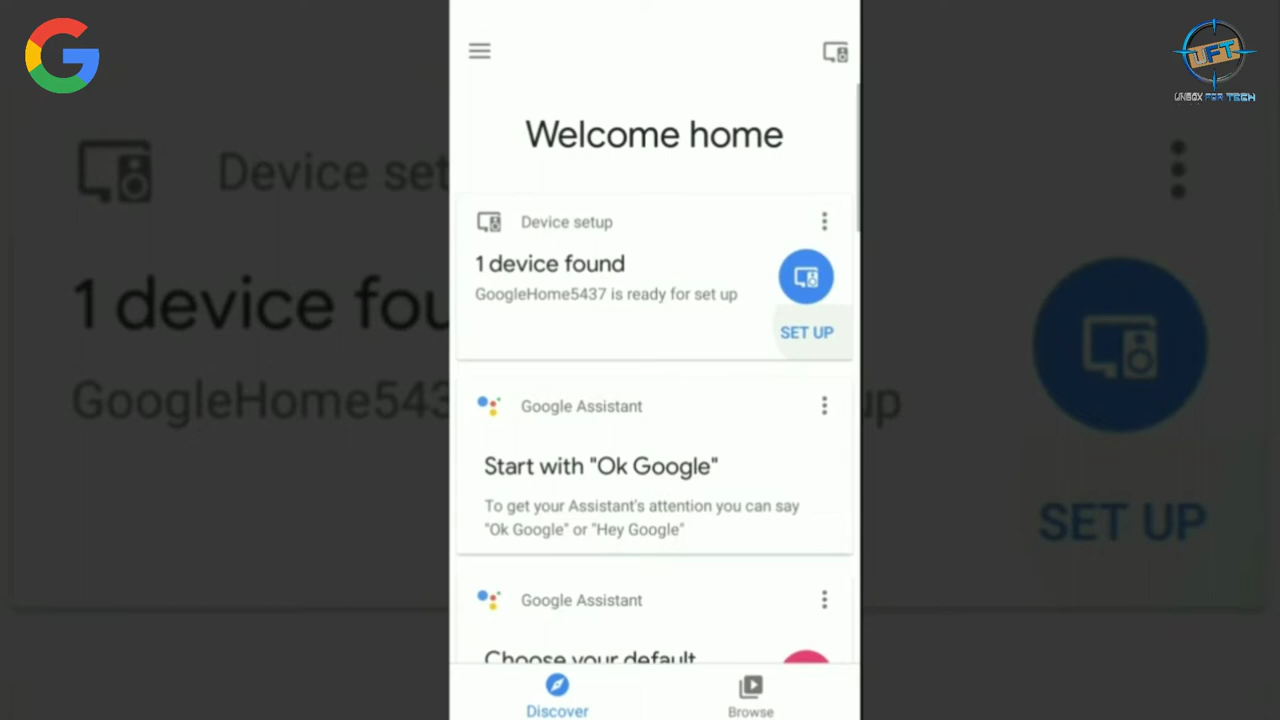 UFT
UNBOX FOR TECH
Welcome home
Device setup
1 device found
GoogleHome5437 is ready for set up
SET UP
Google Assistant
Start with "Ok Google"
To get your Assistant's attention you can say
"Ok Google" or "Hey Google"
Google Assistant
Choose your default
Discover
Browse
Device set
1 device fou
GoogleHome543
up
SET UP